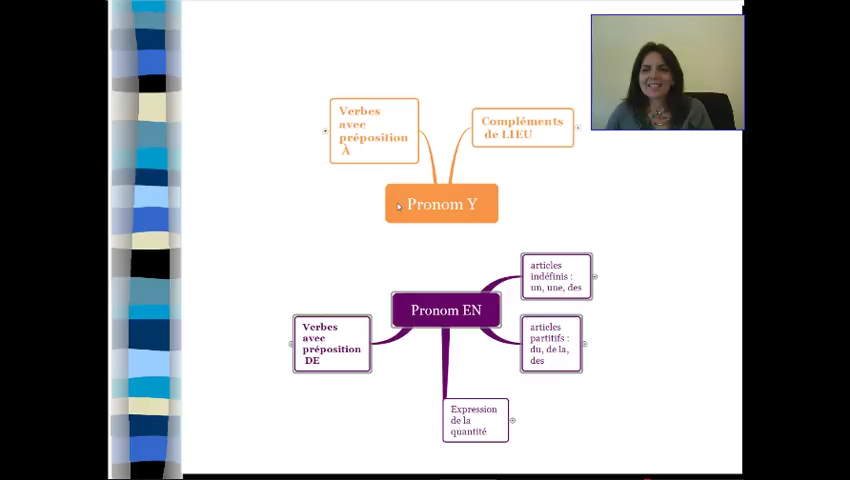 Verbes
avec
préposition
À
Compléments
de LIEU
Pronom Y
articles
indéfinis :
un, une, des
Pronom EN
Verbes
avec
préposition
DE
articles
partitifs :
du, de la,
des
Expression
de la
quantité